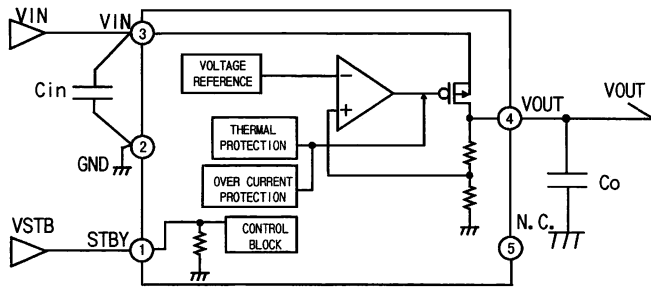 VIN
VIN
3
VOLTAGE
REFERENCE
−
+
Cin
THERMAL
PROTECTION
4
VOUT
VOUT
2
GND
OVER CURRENT
PROTECTION
Co
VSTB
STBY
1
CONTROL
BLOCK
N.C.
5